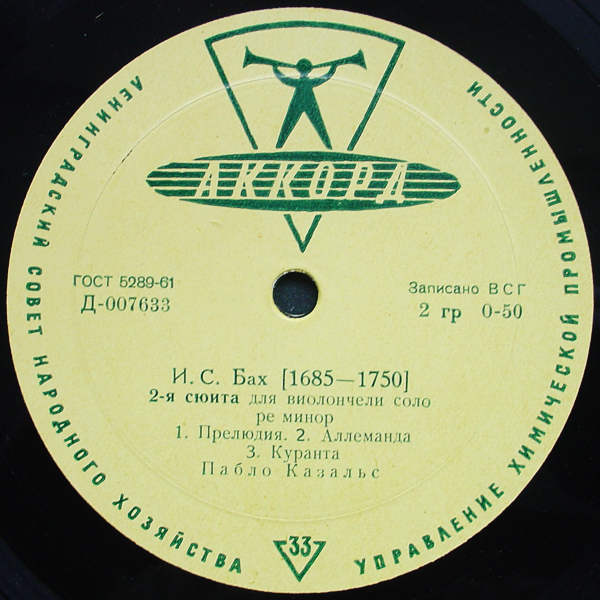 ЛЕНИНГРАДСКИЙ СОВЕТ НАРОДНОГО ХОЗЯЙСТВА
УПРАВЛЕНИЕ ХИМИЧЕСКОЙ ПРОМЫШЛЕННОСТИ
АККОРД
ГОСТ 5289-61
Д-007633
Записано ВСГ
2 гр 0-50
И. С. Бах [1685—1750]
2-я сюита для виолончели соло
ре минор
1. Прелюдия. 2. Аллеманда
3. Куранта
Пабло Казальс
33